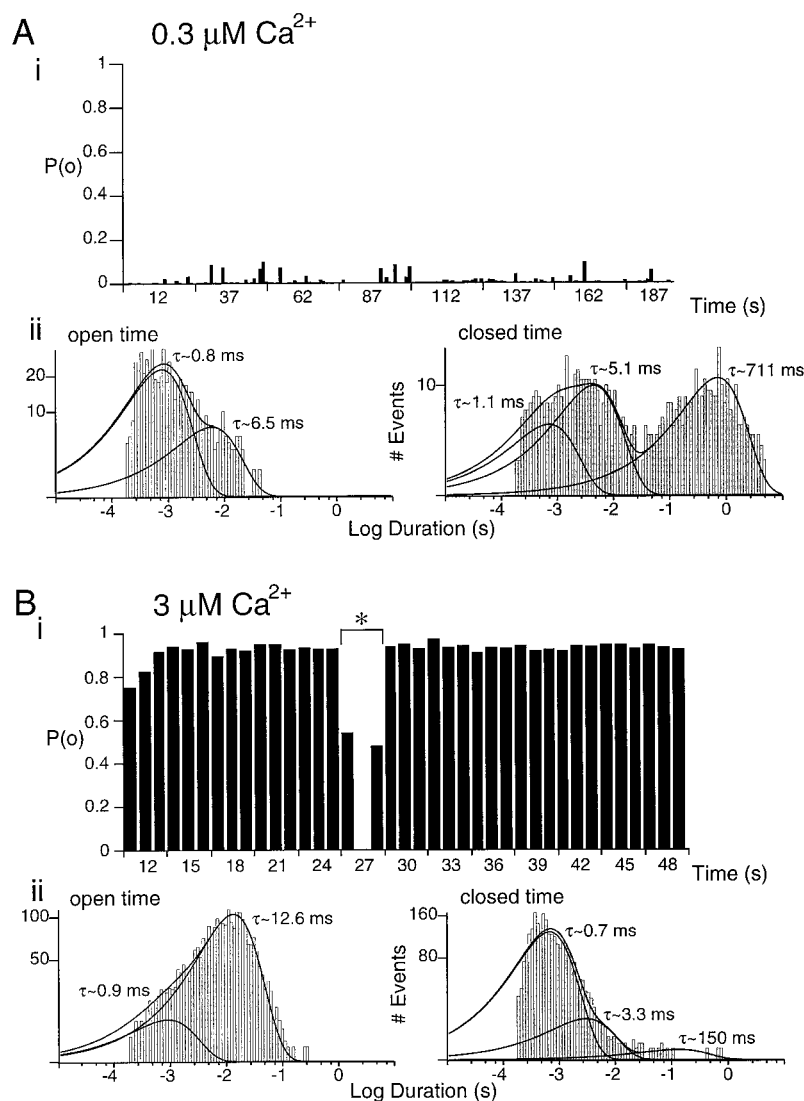 A 0.3 μM Ca2+
i
1
0.8
0.6
P(o)
0.4
0.2
0
12 37 62 87 112 137 162 187
Time (s)
ii
open time
20
10
τ~0.8 ms
τ~6.5 ms
-4 -3 -2 -1 0
closed time
# Events
10
τ~1.1 ms
τ~5.1 ms
τ~711 ms
-4 -3 -2 -1 0
Log Duration (s)
B 3 μM Ca2+
i
*
1
0.8
0.6
P(o)
0.4
0.2
0
12 15 18 21 24 27 30 33 36 39 42 45 48
Time (s)
ii
open time
100
50
τ~0.9 ms
τ~12.6 ms
-4 -3 -2 -1 0
closed time
# Events
160
80
τ~0.7 ms
τ~3.3 ms
τ~150 ms
-4 -3 -2 -1 0
Log Duration (s)